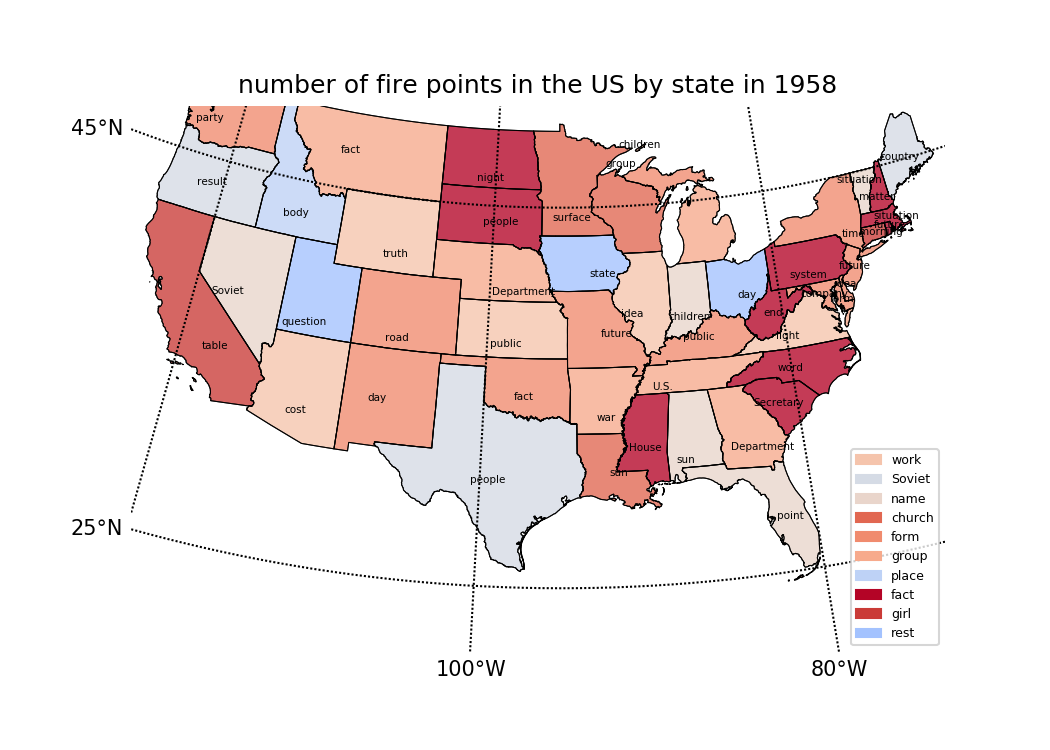 number of fire points in the US by state in 1958
45°N
25°N
100°W
80°W
party
fact
result
body
night
people
children
group
surface
country
situation
matter
situation
future
morning
time
truth
Department
state
day
system
future
idea
company
form
end
light
Soviet
question
table
road
public
idea
children
public
future
word
Secretary
cost
day
fact
U.S.
war
House
sun
Department
sun
people
point
work
Soviet
name
church
form
group
place
fact
girl
rest